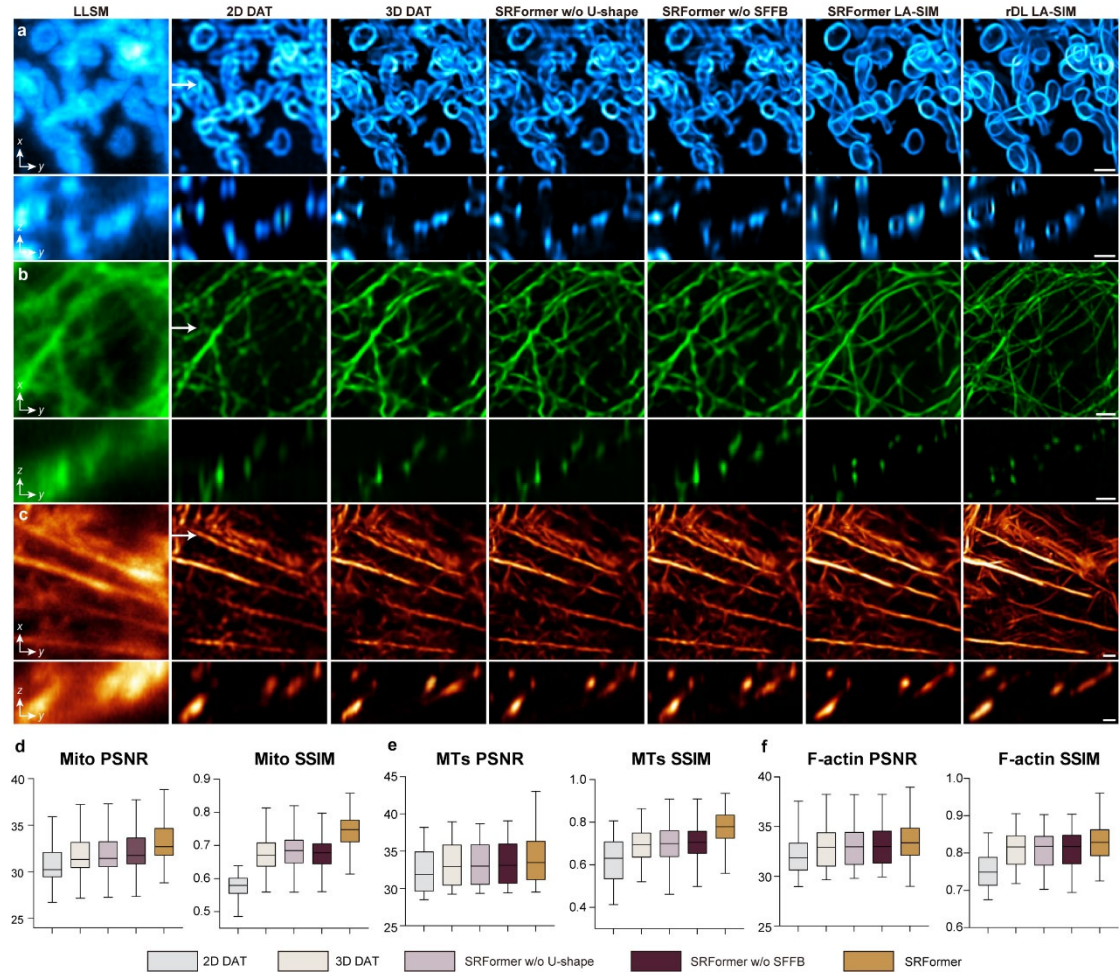 LLSM 2D DAT 3D DAT SRFormer w/o U-shape SRFormer w/o SFFB SRFormer LA-SIM rDL LA-SIM
a
x
y
z
y
b
x
y
z
y
c
x
y
z
y
d e f
Mito PSNR Mito SSIM MTs PSNR MTs SSIM F-actin PSNR F-actin SSIM
40 0.9 45 1.0 40 1.0
35 0.8 40 0.8 35 0.9
30 0.7 35 0.6 30 0.8
25 0.6 30 0.4 25 0.7
0.5 25 0.6
2D DAT 3D DAT SRFormer w/o U-shape SRFormer w/o SFFB SRFormer